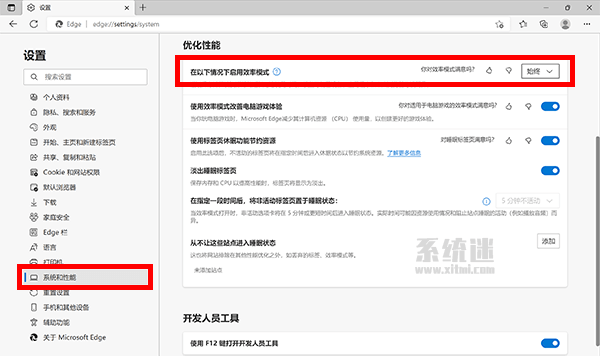 设置
Edge | edge://settings/system
设置
搜索设置
个人资料
隐私、搜索和服务
外观
开始、主页和新建标签页
共享、复制和粘贴
Cookie 和网站权限
默认浏览器
下载
家庭安全
Edge 栏
语言
打印机
系统和性能
重置设置
手机和其他设备
辅助功能
关于 Microsoft Edge
优化性能
在以下情况下启用效率模式
你对效率模式满意吗?
始终
使用效率模式改善电脑游戏体验
你对适用于电脑游戏的效率模式满意吗?
当你玩电脑游戏时，Microsoft Edge减少其计算机资源 （CPU） 使用量，以创建更好的游戏体验。
使用标签页休眠功能节约资源
对睡眠标签页满意吗?
启用此选项后，不活动的标签页将在指定时间后进入休眠状态以节约系统资源。 了解更多信息
淡出睡眠标签页
保存内存和 CPU 以提高性能时，标签页将显示为淡出。
在指定一段时间后，将非活动标签页置于睡眠状态:
5 分钟不活动
当效率模式打开时，非活动选项卡将在 5 分钟或更短时间后进入睡眠状态。实际时间可能因资源使用情况和阻止站点睡眠的活动（例如播放音频）而异。
从不让这些站点进入睡眠状态
添加
这也将网站排除在其他性能优化之外，如丢弃的标签、效率模式等。
未添加站点
系统迷
www.xitmi.com
开发人员工具
使用 F12 键打开开发人员工具